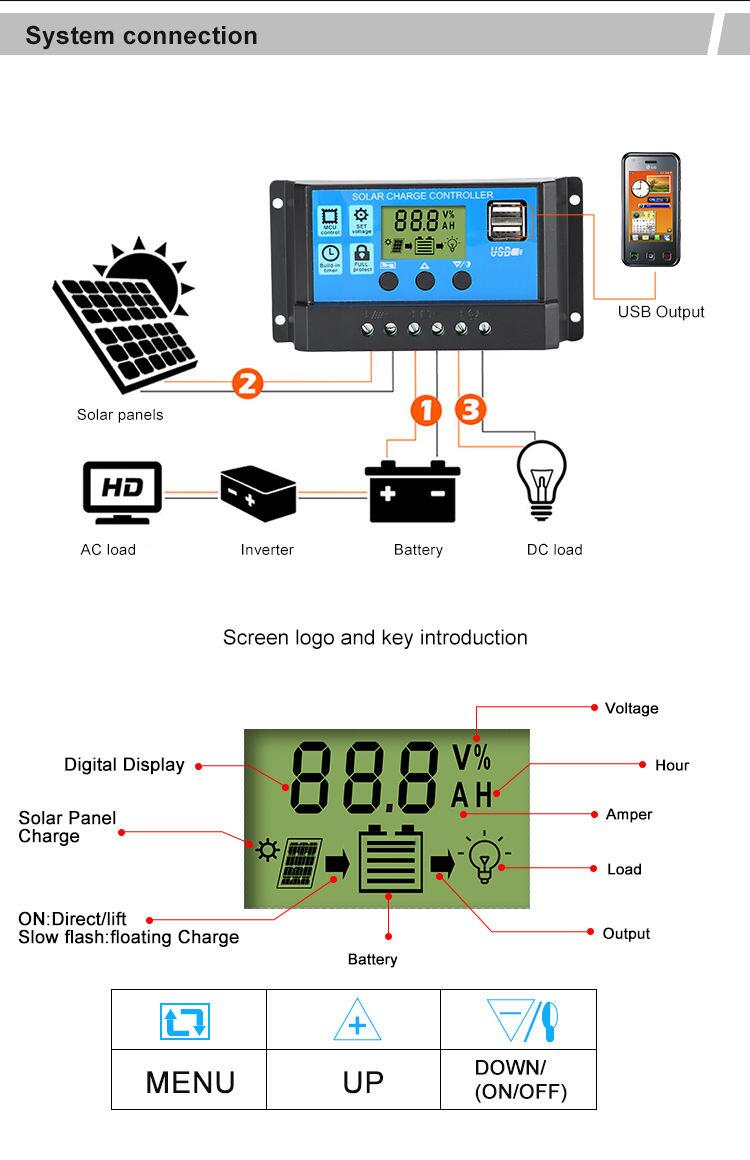 System connection
SOLAR CHARGE CONTROLLER
MCU
control
SET
voltage
Build-in
timer
FULL
protect
88.8 V%
AH
USB
USB Output
Solar panels
2
1
3
HD
+ -
- +
AC load
Inverter
Battery
DC load
Screen logo and key introduction
Voltage
Digital Display
88.8 V%
AH
Hour
Solar Panel
Charge
Amper
Load
ON:Direct/lift
Slow flash:floating Charge
Output
Battery
MENU
UP
DOWN/
(ON/OFF)